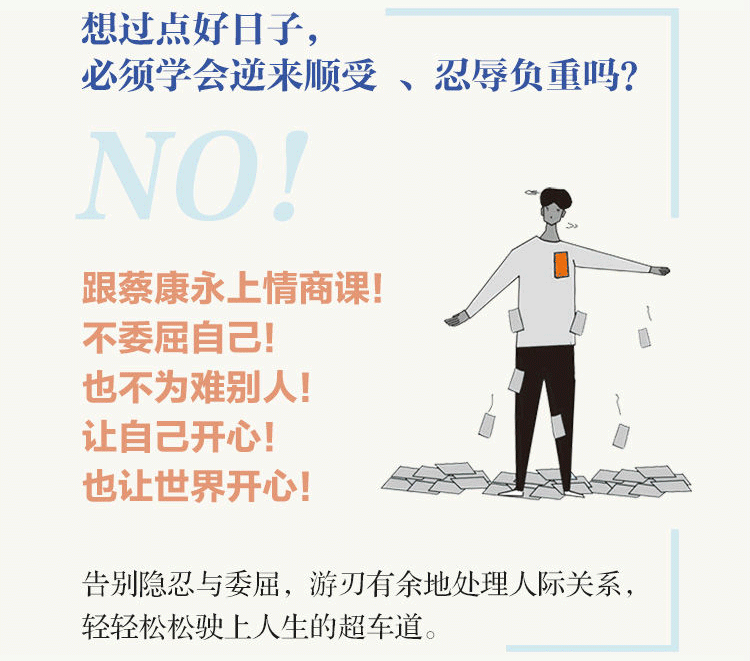 想过点好日子，
必须学会逆来顺受 、忍辱负重吗？
NO！
跟蔡康永上情商课！
不委屈自己！
也不为难别人！
让自己开心！
也让世界开心！
告别隐忍与委屈，游刃有余地处理人际关系，
轻轻松松驶上人生的超车道。